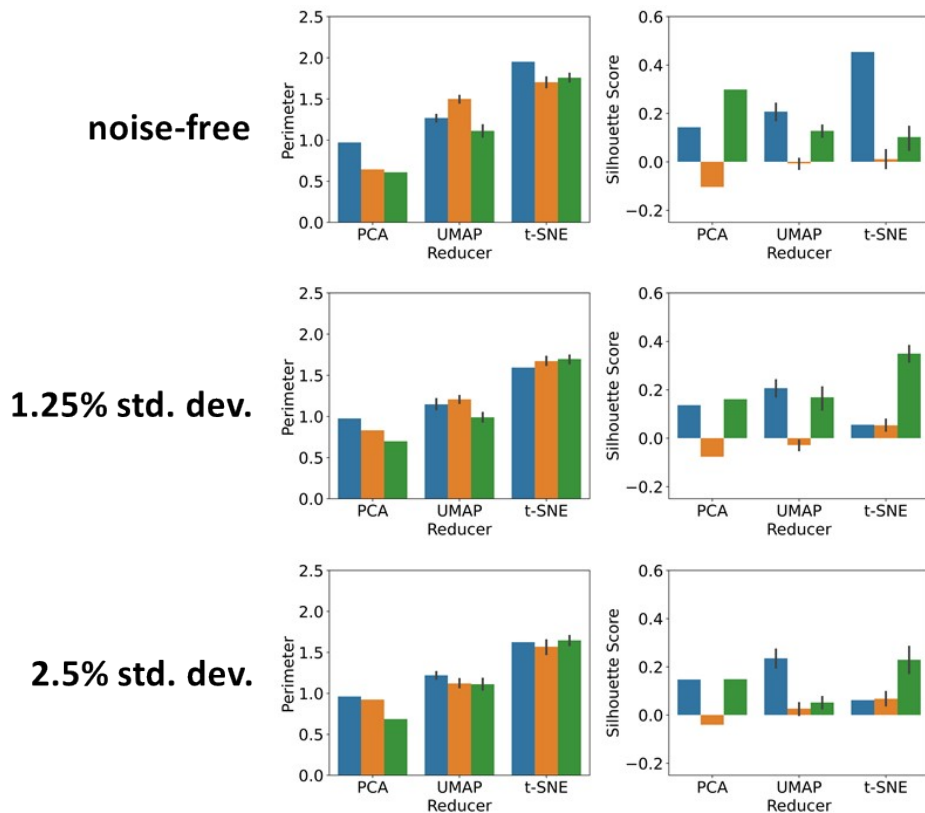 noise-free
2.5
2.0
1.5
1.0
0.5
0.0
Perimeter
PCA UMAP t-SNE
Reducer
0.6
0.4
0.2
0.0
−0.2
Silhouette Score
PCA UMAP t-SNE
Reducer
1.25% std. dev.
2.5
2.0
1.5
1.0
0.5
0.0
Perimeter
PCA UMAP t-SNE
Reducer
0.6
0.4
0.2
0.0
−0.2
Silhouette Score
PCA UMAP t-SNE
Reducer
2.5% std. dev.
2.5
2.0
1.5
1.0
0.5
0.0
Perimeter
PCA UMAP t-SNE
Reducer
0.6
0.4
0.2
0.0
−0.2
Silhouette Score
PCA UMAP t-SNE
Reducer